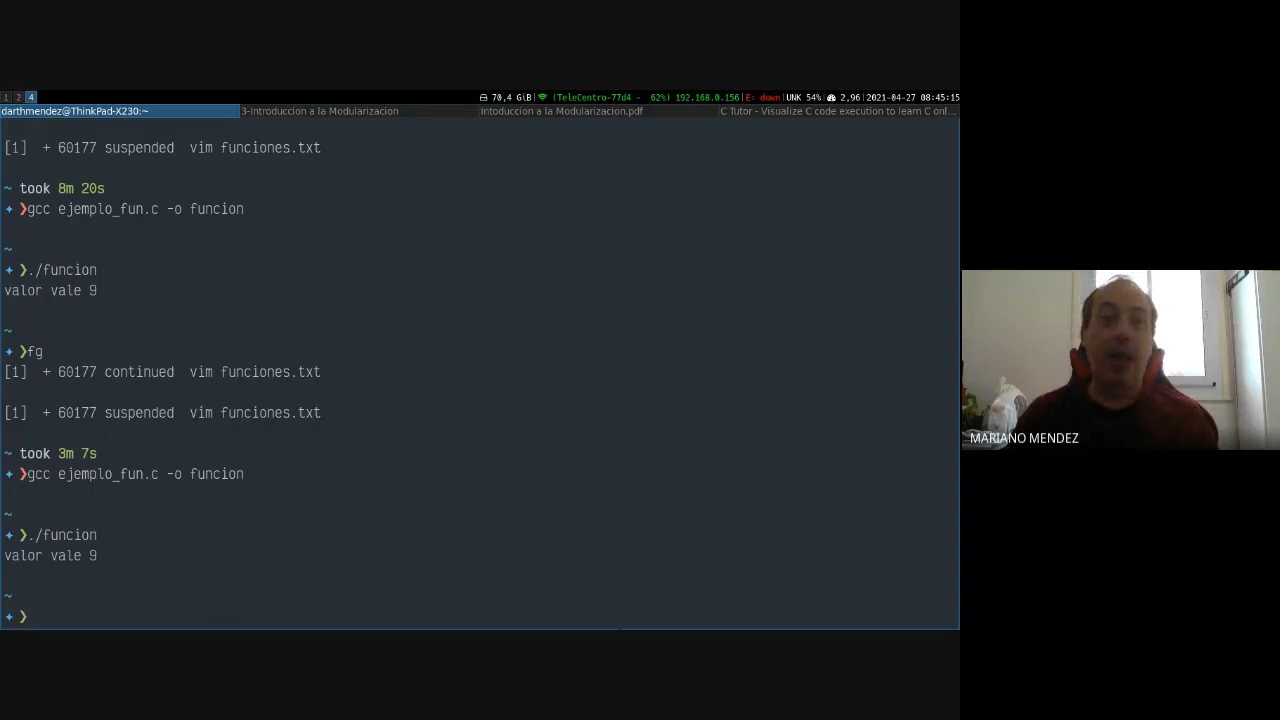 1 2 4 70,4 GiB| |TeleCentro-77d4 - 62%) 192.168.0.156|E: down|UNK 54%| 2,96|2021-04-27 08:45:15
darthmendez@ThinkPad-X230:~ 3-Introduccion a la Modularizacion Intoduccion a la Modularizacion.pdf C Tutor - Visualize C code execution to learn C onl...
[1] + 60177 suspended vim funciones.txt
~ took 8m 20s
✦ ❯gcc ejemplo_fun.c -o funcion
~
✦ ❯./funcion
valor vale 9
~
✦ ❯fg
[1] + 60177 continued vim funciones.txt
[1] + 60177 suspended vim funciones.txt
~ took 3m 7s
✦ ❯gcc ejemplo_fun.c -o funcion
~
✦ ❯./funcion
valor vale 9
~
✦ ❯
MARIANO MENDEZ